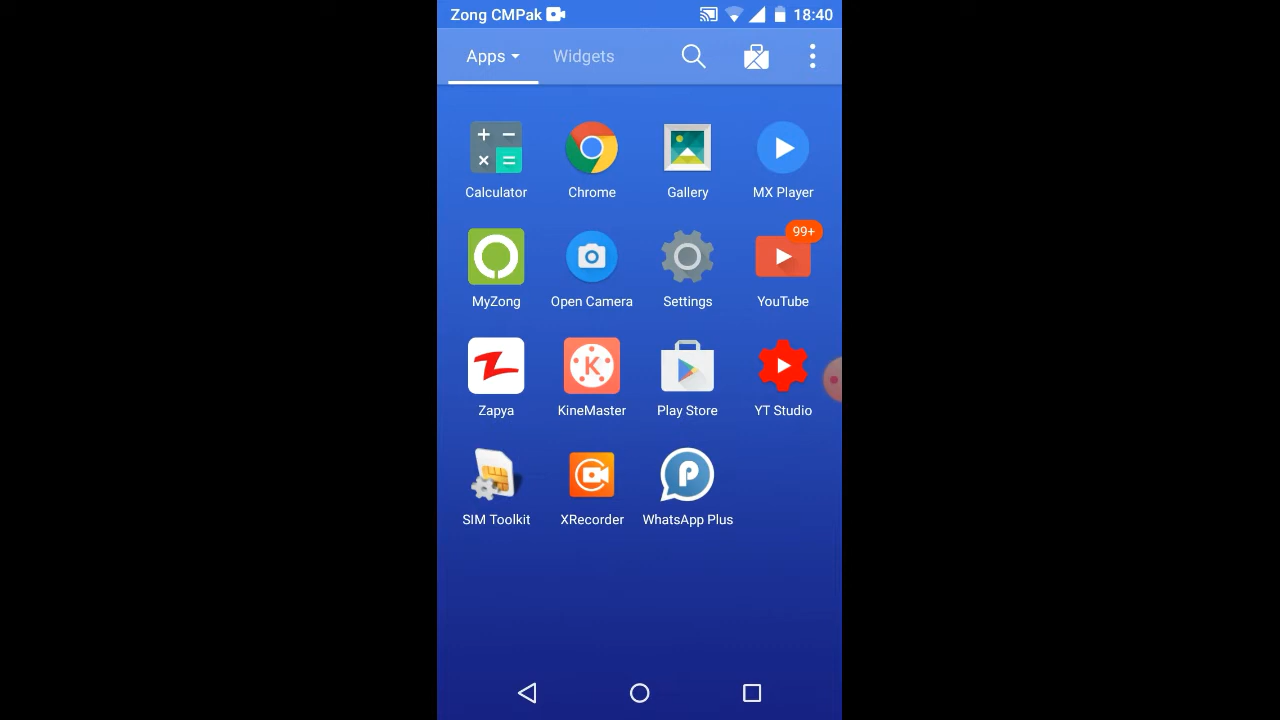 Zong CMPak 18:40
Apps Widgets
Calculator Chrome Gallery MX Player
99+
MyZong Open Camera Settings YouTube
K
Zapya KineMaster Play Store YT Studio
P
SIM Toolkit XRecorder WhatsApp Plus